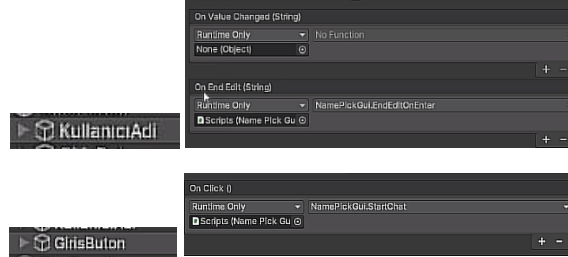 On Value Changed (String)
Runtime Only
No Function
None (Object)
+ -
On End Edit (String)
Runtime Only
NamePickGui.EndEditOnEnter
Scripts (Name Pick Gu
+ -
KullanıcıAdi
On Click ()
Runtime Only
NamePickGui.StartChat
Scripts (Name Pick Gu
+ -
GirisButon